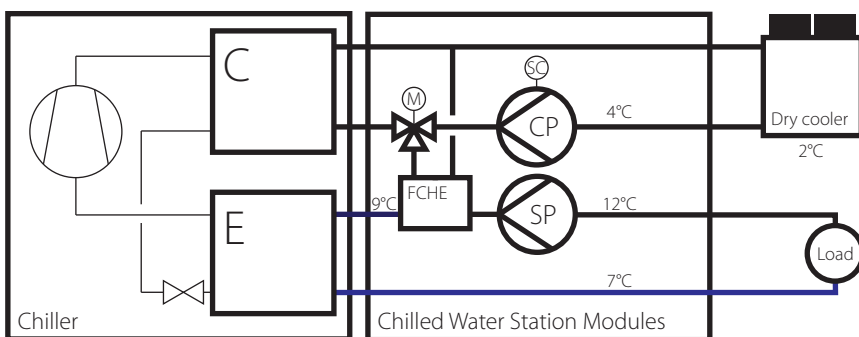 C
SC
M
CP
4°C
Dry cooler
2°C
FCHE
9°C
E
SP
12°C
Load
7°C
Chiller
Chilled Water Station Modules